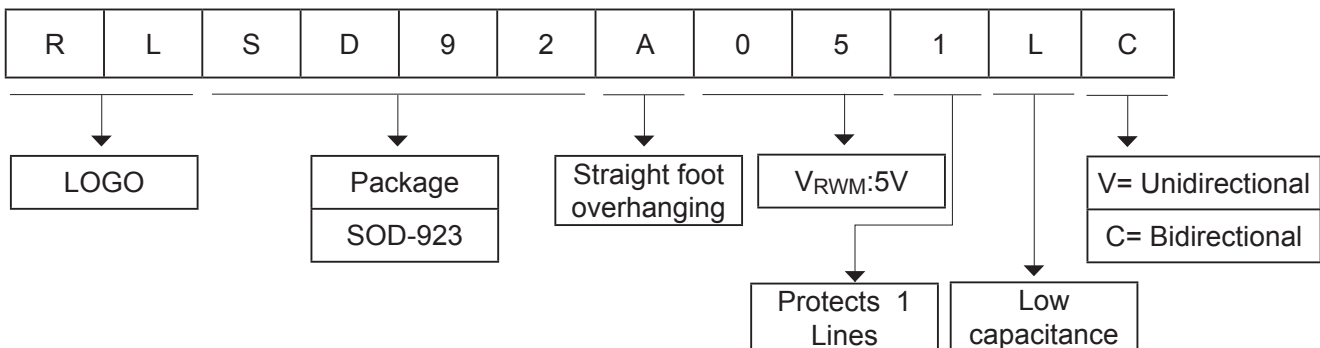 R L S D 9 2 A 0 5 1 L C
LOGO
Package
SOD-923
Straight foot
overhanging
VRWM:5V
V= Unidirectional
C= Bidirectional
Protects 1
Lines
Low
capacitance